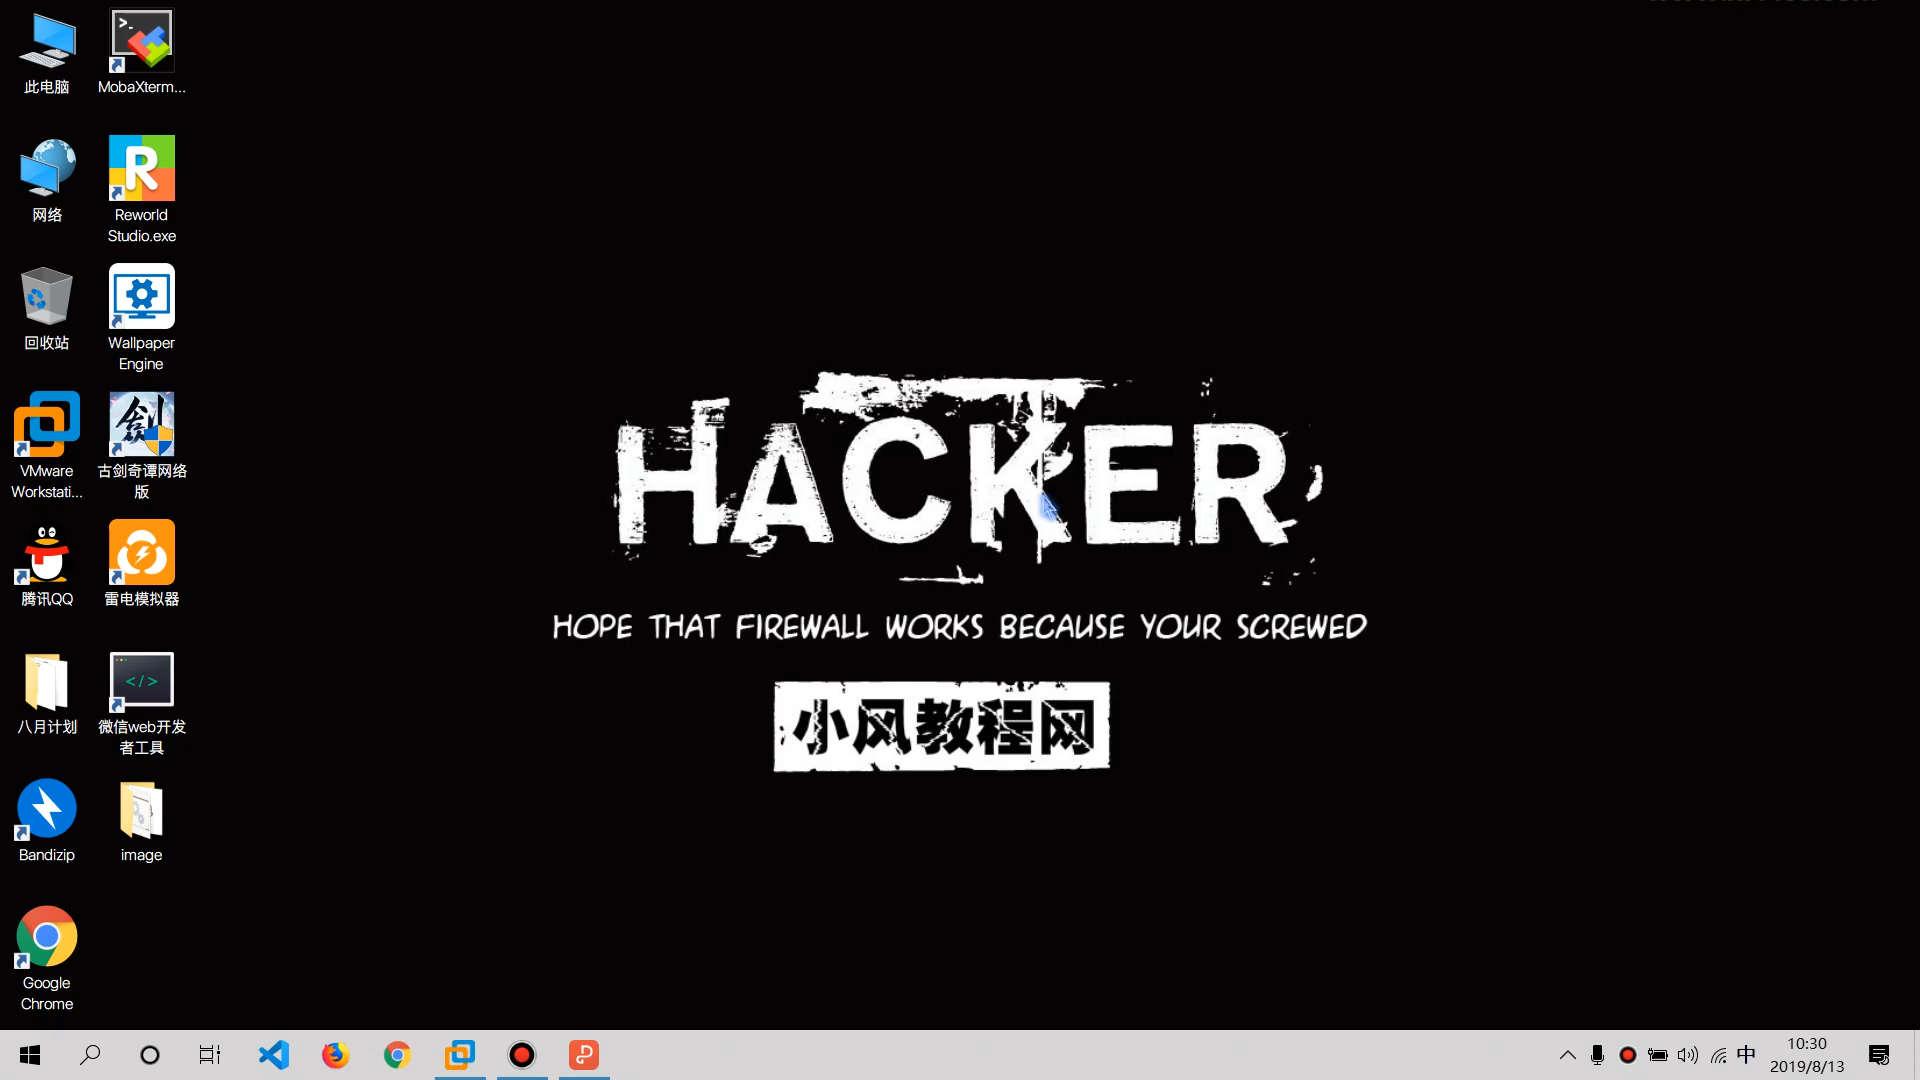 此电脑
MobaXterm...
网络
Reworld
Studio.exe
回收站
Wallpaper
Engine
VMware
Workstati...
古剑奇谭网络
版
腾讯QQ
雷电模拟器
八月计划
微信web开发
者工具
Bandizip
image
Google
Chrome
HACKER
HOPE THAT FIREWALL WORKS BECAUSE YOUR SCREWED
小风教程网
中
10:30
2019/8/13